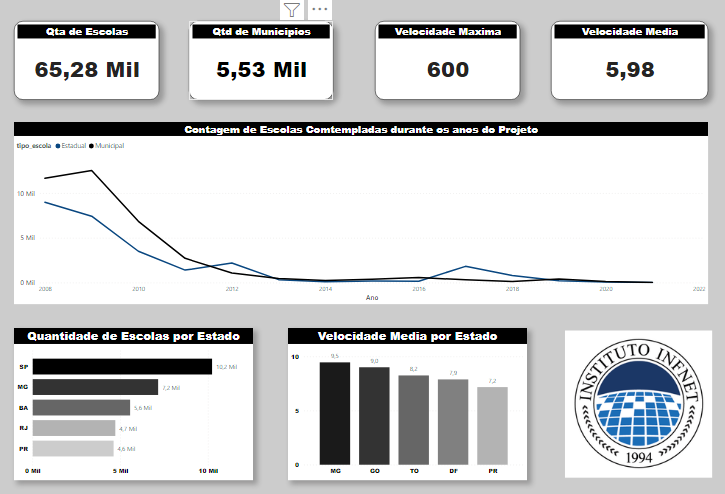 Qta de Escolas
65,28 Mil
Qtd de Municipios
5,53 Mil
Velocidade Maxima
600
Velocidade Media
5,98
Contagem de Escolas Comtempladas durante os anos do Projeto
tipo_escola Estadual Municipal
10 Mil
5 Mil
0 Mil
2008 2010 2012 2014 2016 2018 2020 2022
Ano
Quantidade de Escolas por Estado
SP 10,2 Mil
MG 7,2 Mil
BA 5,6 Mil
RJ 4,7 Mil
PR 4,6 Mil
0 Mil 5 Mil 10 Mil
Velocidade Media por Estado
10
5
0
9,5 9,0 8,2 7,9 7,2
MG GO TO DF PR
INSTITUTO INFNET
1994